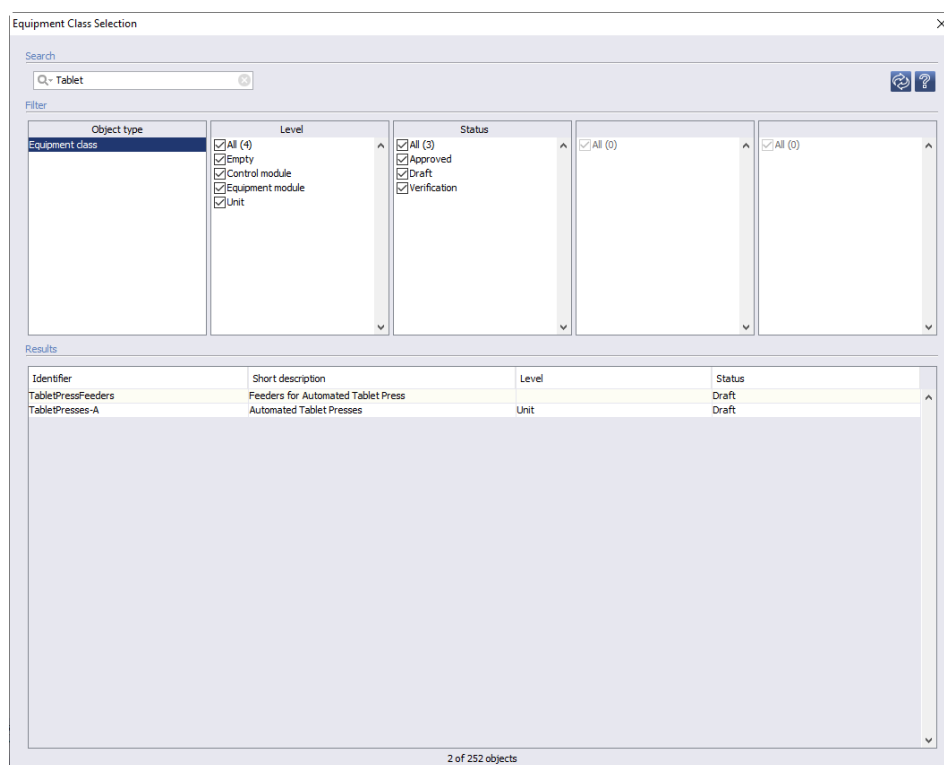 Equipment Class Selection
Search
Tablet
Filter
Object type
Equipment class
Level
All (4)
Empty
Control module
Equipment module
Unit
Status
All (3)
Approved
Draft
Verification
All (0)
All (0)
Results
Identifier Short description Level Status
TabletPressFeeders Feeders for Automated Tablet Press Draft
TabletPresses-A Automated Tablet Presses Unit Draft
2 of 252 objects